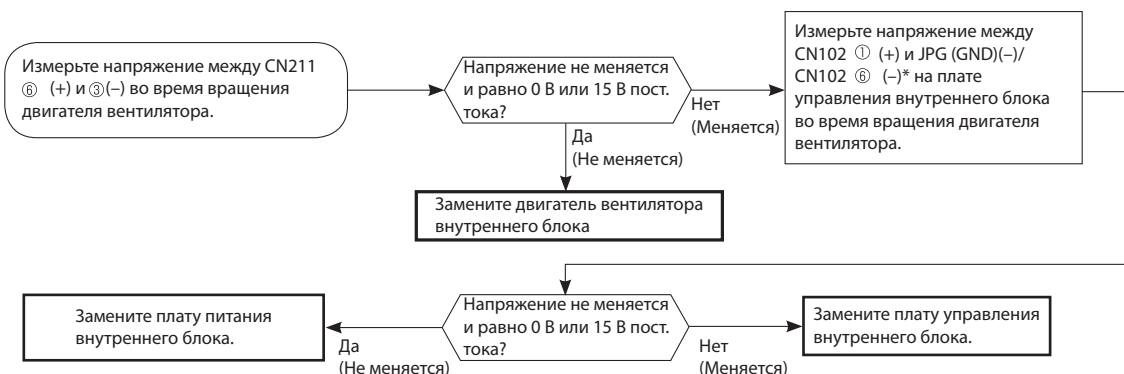 Измерьте напряжение между CN211
⑥ (+) и ③(–) во время вращения
двигателя вентилятора.
Напряжение не меняется
и равно 0 В или 15 В пост.
тока?
Нет
(Меняется)
Да
(Не меняется)
Измерьте напряжение между
CN102 ① (+) и JPG (GND)(–)/
CN102 ⑥ (–)* на плате
управления внутреннего блока
во время вращения двигателя
вентилятора.
Замените двигатель вентилятора
внутреннего блока
Напряжение не меняется
и равно 0 В или 15 В пост.
тока?
Да
(Не меняется)
Нет
(Меняется)
Замените плату питания
внутреннего блока.
Замените плату управления
внутреннего блока.